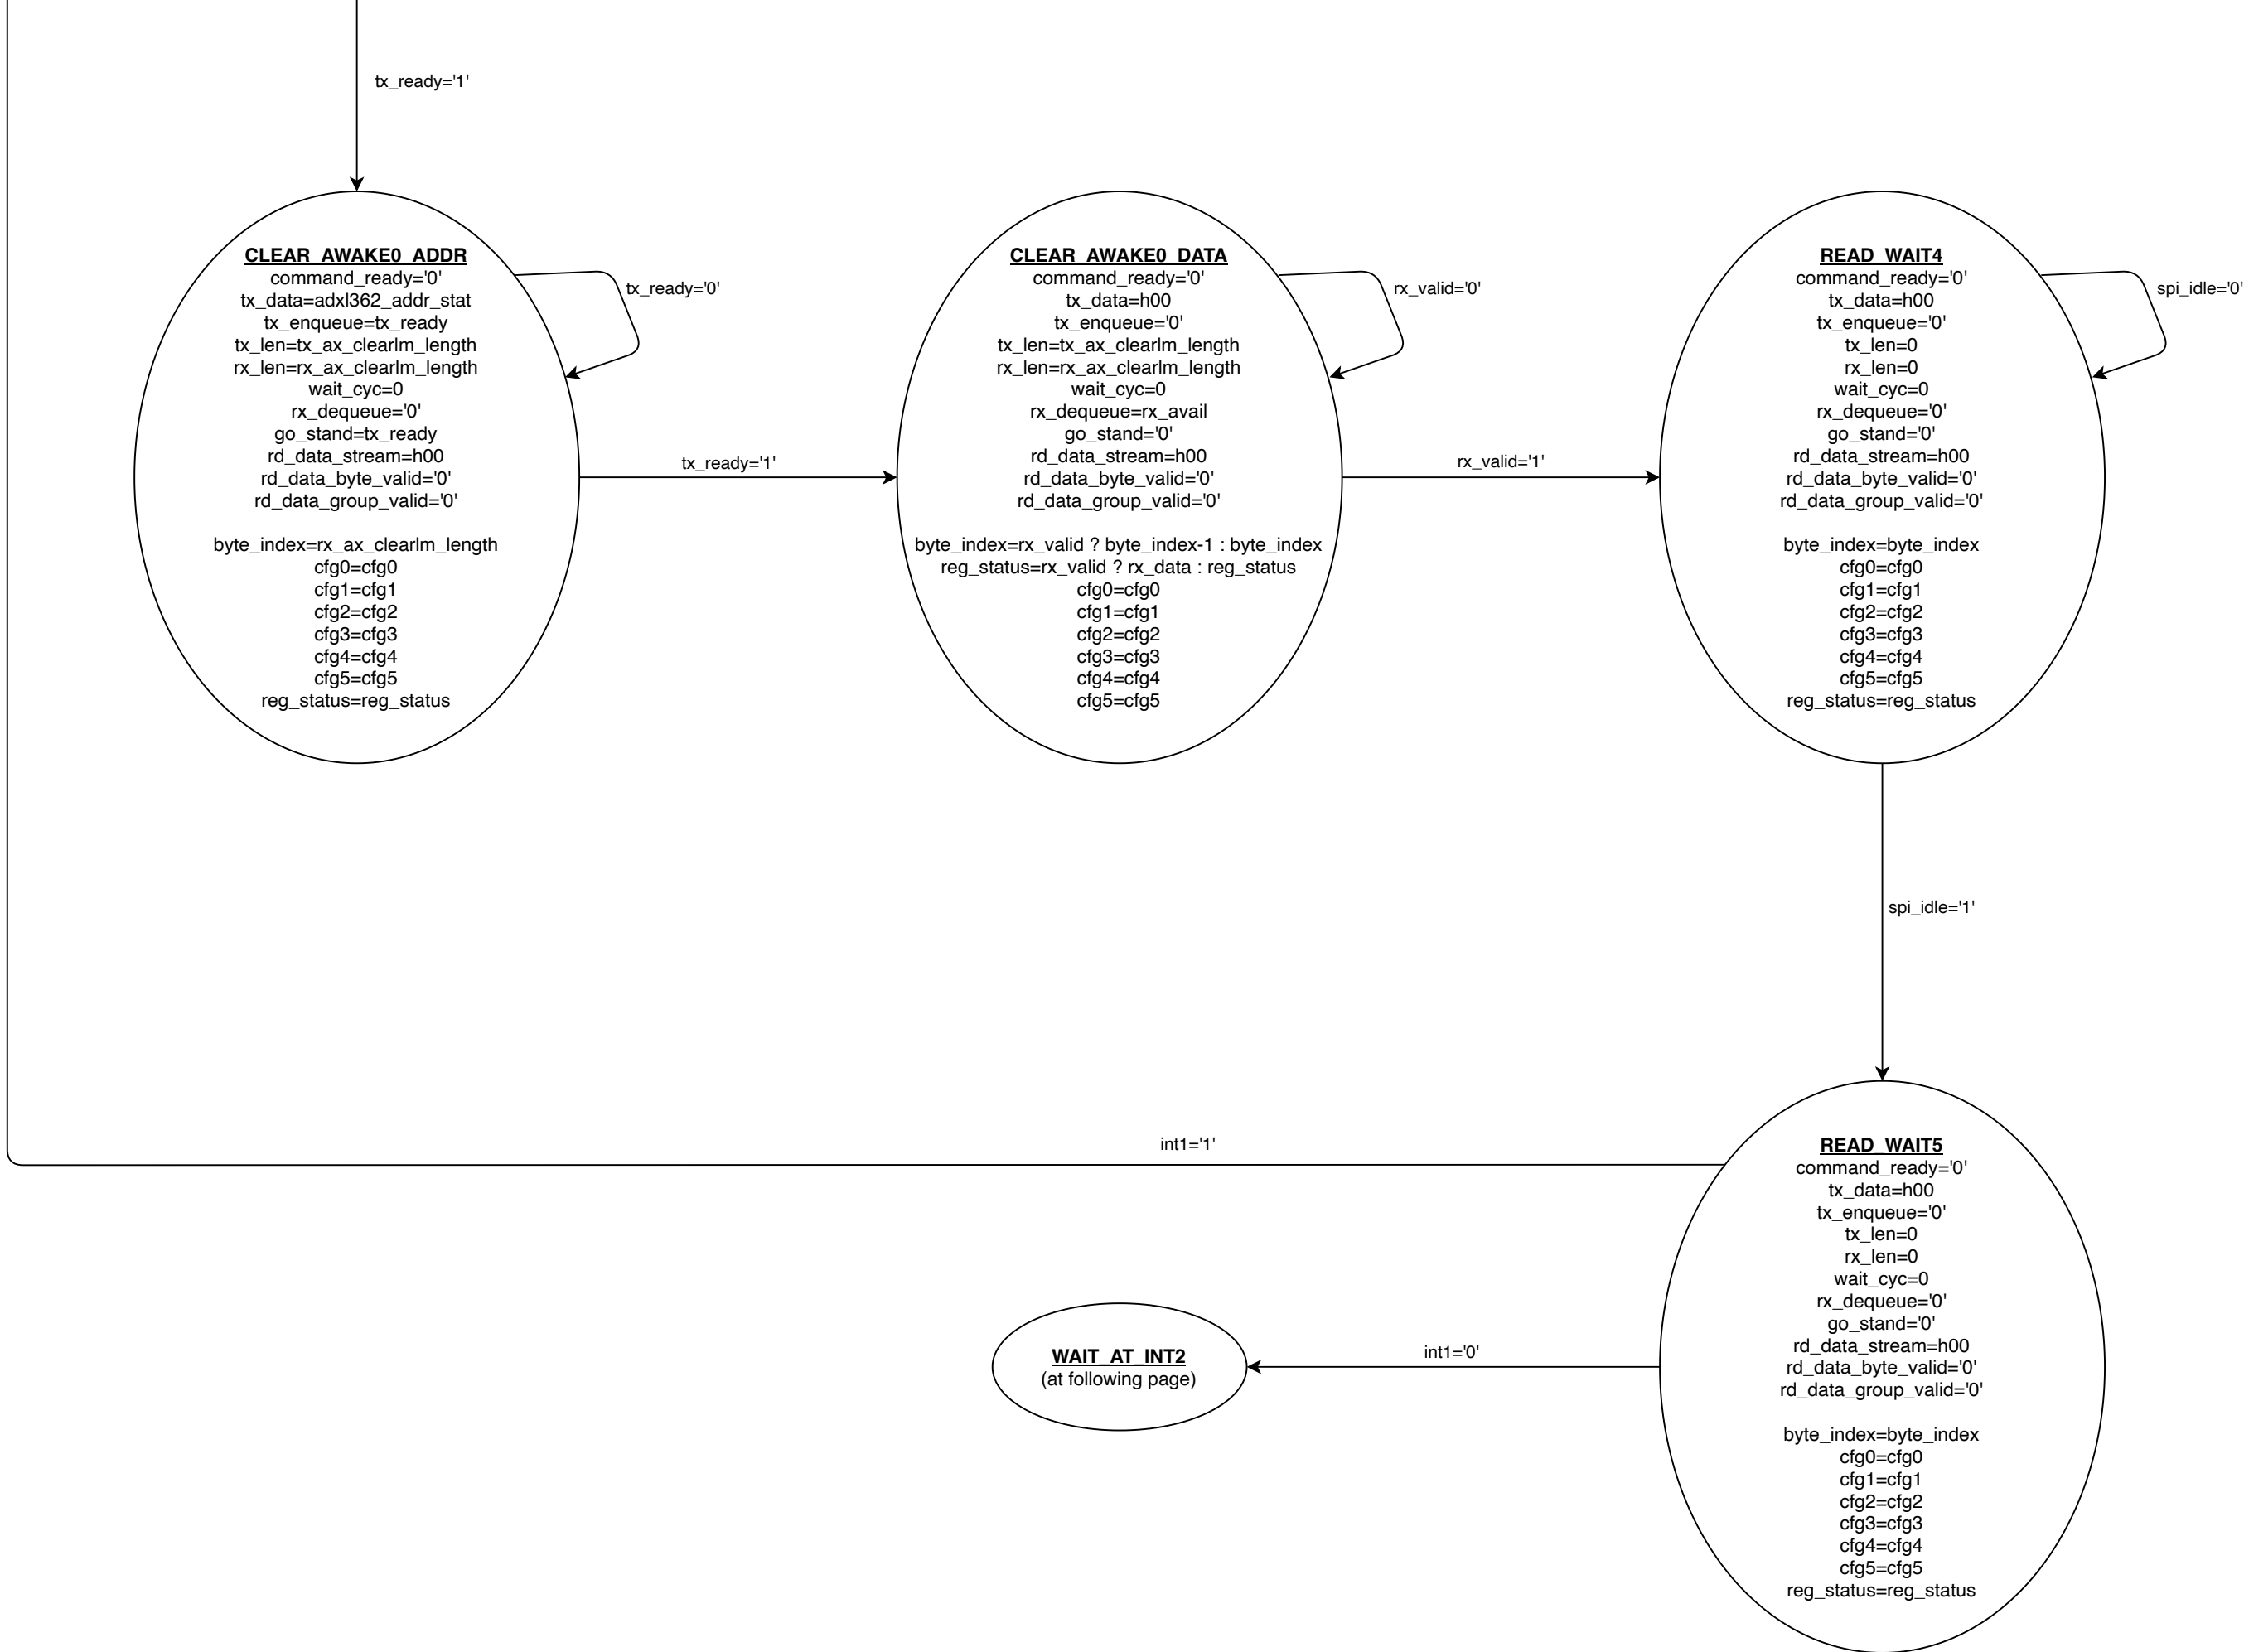 tx_ready='1'
CLEAR_AWAKE0_ADDR
command_ready='0'
tx_data=adxl362_addr_stat
tx_enqueue=tx_ready
tx_len=tx_ax_clearlm_length
rx_len=rx_ax_clearlm_length
wait_cyc=0
rx_dequeue='0'
go_stand=tx_ready
rd_data_stream=h00
rd_data_byte_valid='0'
rd_data_group_valid='0'
byte_index=rx_ax_clearlm_length
cfg0=cfg0
cfg1=cfg1
cfg2=cfg2
cfg3=cfg3
cfg4=cfg4
cfg5=cfg5
reg_status=reg_status
tx_ready='0'
tx_ready='1'
CLEAR_AWAKE0_DATA
command_ready='0'
tx_data=h00
tx_enqueue='0'
tx_len=tx_ax_clearlm_length
rx_len=rx_ax_clearlm_length
wait_cyc=0
rx_dequeue=rx_avail
go_stand='0'
rd_data_stream=h00
rd_data_byte_valid='0'
rd_data_group_valid='0'
byte_index=rx_valid ? byte_index-1 : byte_index
reg_status=rx_valid ? rx_data : reg_status
cfg0=cfg0
cfg1=cfg1
cfg2=cfg2
cfg3=cfg3
cfg4=cfg4
cfg5=cfg5
rx_valid='0'
rx_valid='1'
READ_WAIT4
command_ready='0'
tx_data=h00
tx_enqueue='0'
tx_len=0
rx_len=0
wait_cyc=0
rx_dequeue='0'
go_stand='0'
rd_data_stream=h00
rd_data_byte_valid='0'
rd_data_group_valid='0'
byte_index=byte_index
cfg0=cfg0
cfg1=cfg1
cfg2=cfg2
cfg3=cfg3
cfg4=cfg4
cfg5=cfg5
reg_status=reg_status
spi_idle='0'
spi_idle='1'
int1='1'
READ_WAIT5
command_ready='0'
tx_data=h00
tx_enqueue='0'
tx_len=0
rx_len=0
wait_cyc=0
rx_dequeue='0'
go_stand='0'
rd_data_stream=h00
rd_data_byte_valid='0'
rd_data_group_valid='0'
byte_index=byte_index
cfg0=cfg0
cfg1=cfg1
cfg2=cfg2
cfg3=cfg3
cfg4=cfg4
cfg5=cfg5
reg_status=reg_status
int1='0'
WAIT_AT_INT2
(at following page)